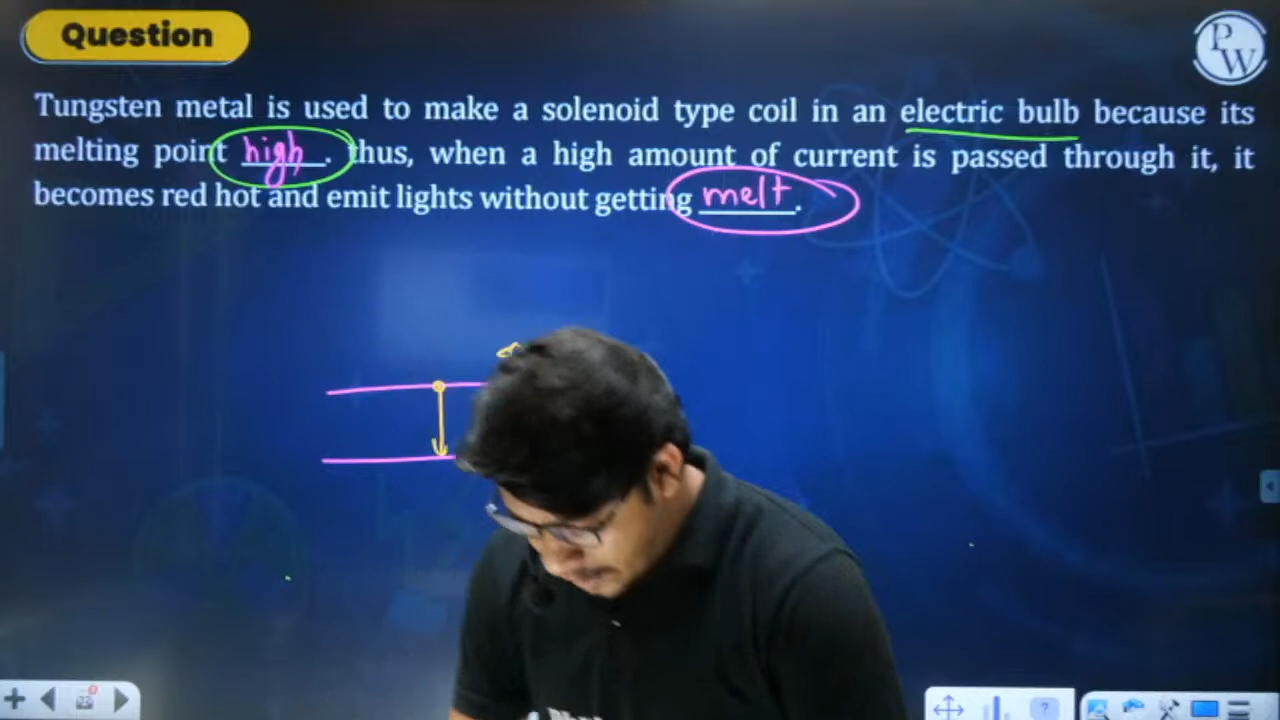 Question
PW
Tungsten metal is used to make a solenoid type coil in an electric bulb because its
melting point high. thus, when a high amount of current is passed through it, it
becomes red hot and emit lights without getting melt.